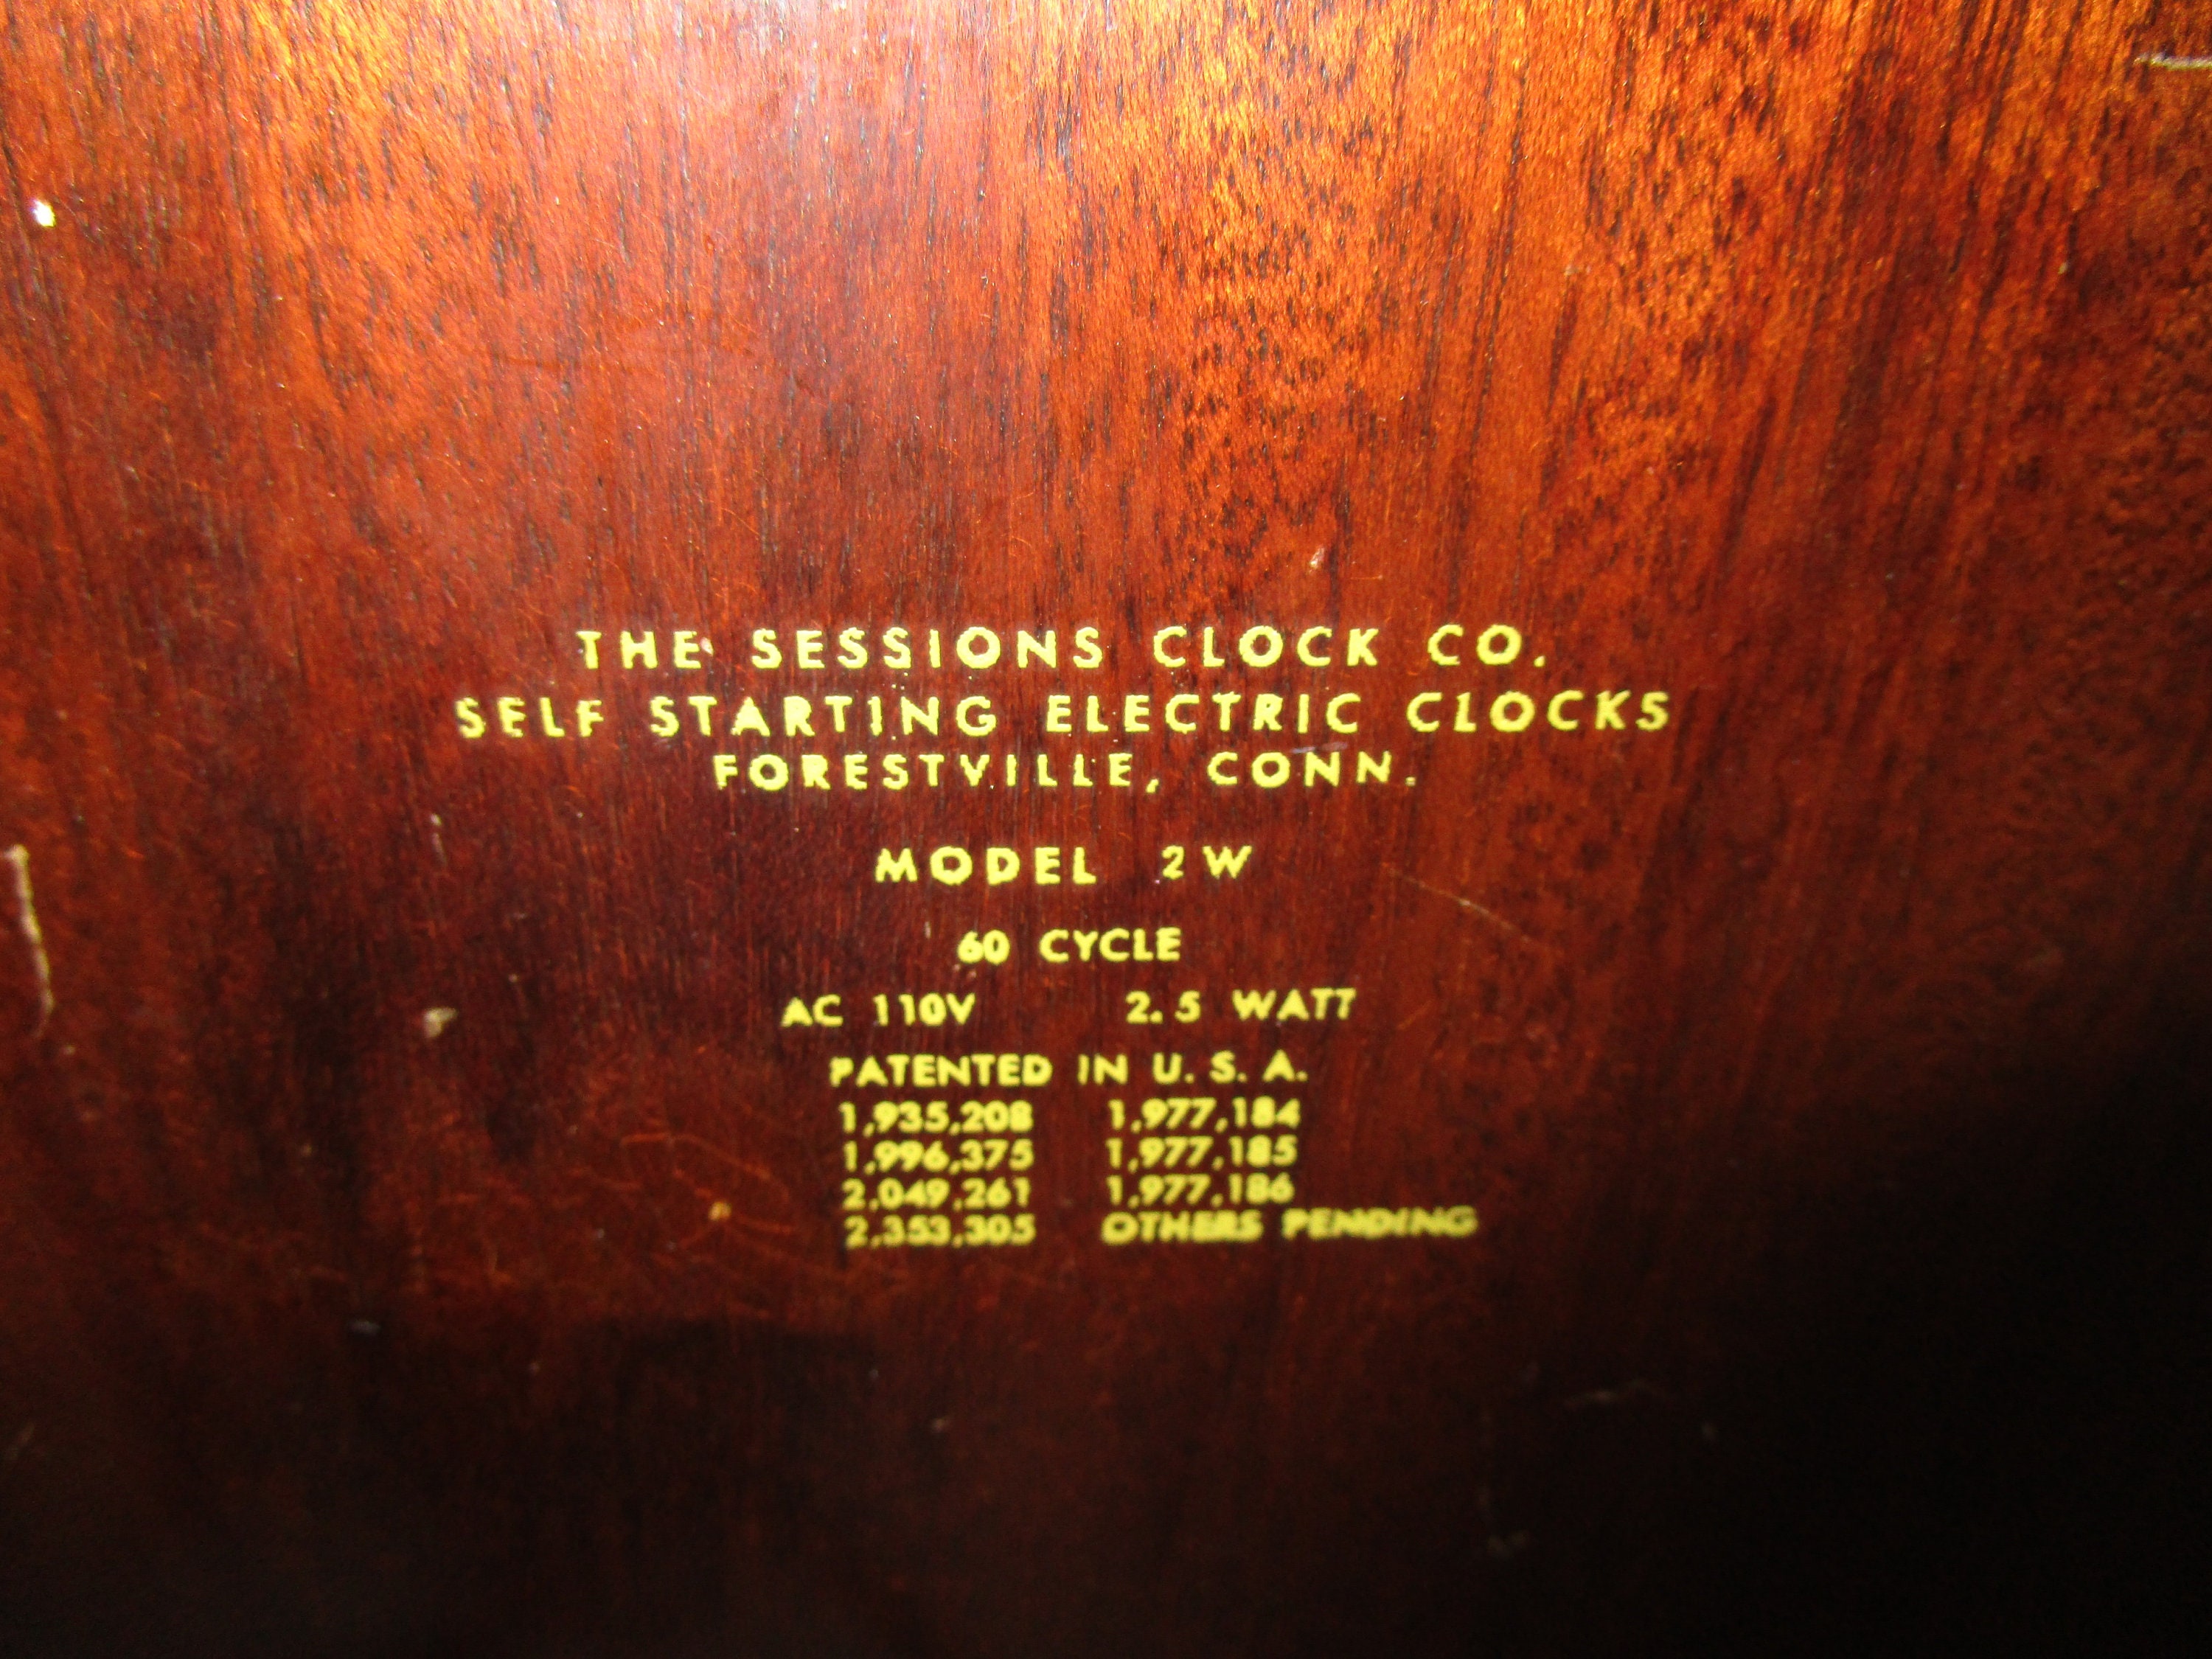 THE SESSIONS CLOCK CO.
SELF STARTING ELECTRIC CLOCKS
FORESTVILLE, CONN.
MODEL 2W
60 CYCLE
AC 110V 2.5 WATT
PATENTED IN U. S. A.
1,935,208 1,977,184
1,996,375 1,977,185
2,049,261 1,977,186
2,353,305 OTHERS PENDING